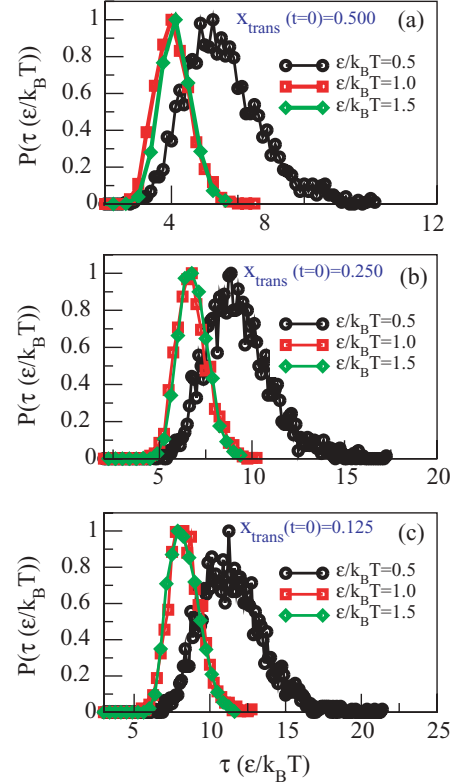 x_trans (t=0)=0.500
(a)
ε/k_BT=0.5
ε/k_BT=1.0
ε/k_BT=1.5
P(τ (ε/k_BT))
1
0.8
0.6
0.4
0.2
0
4
8
12
x_trans (t=0)=0.250
(b)
ε/k_BT=0.5
ε/k_BT=1.0
ε/k_BT=1.5
P(τ (ε/k_BT))
1
0.8
0.6
0.4
0.2
0
5
10
15
20
x_trans (t=0)=0.125
(c)
ε/k_BT=0.5
ε/k_BT=1.0
ε/k_BT=1.5
P(τ (ε/k_BT))
1
0.8
0.6
0.4
0.2
0
5
10
15
20
25
τ (ε/k_BT)